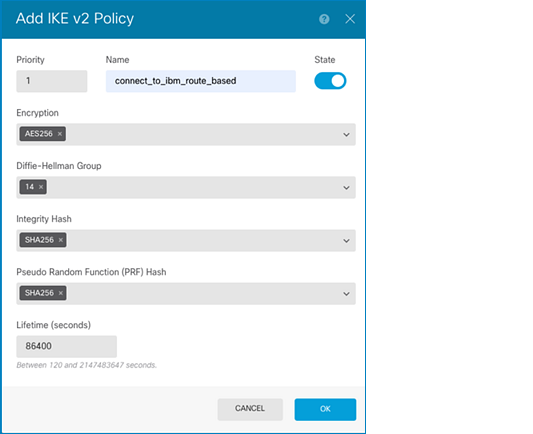 Add IKE v2 Policy
?
Priority Name State
1 connect_to_ibm_route_based
Encryption
AES256 ×
Diffie-Hellman Group
14 ×
Integrity Hash
SHA256 ×
Pseudo Random Function (PRF) Hash
SHA256 ×
Lifetime (seconds)
86400
Between 120 and 2147483647 seconds.
CANCEL OK